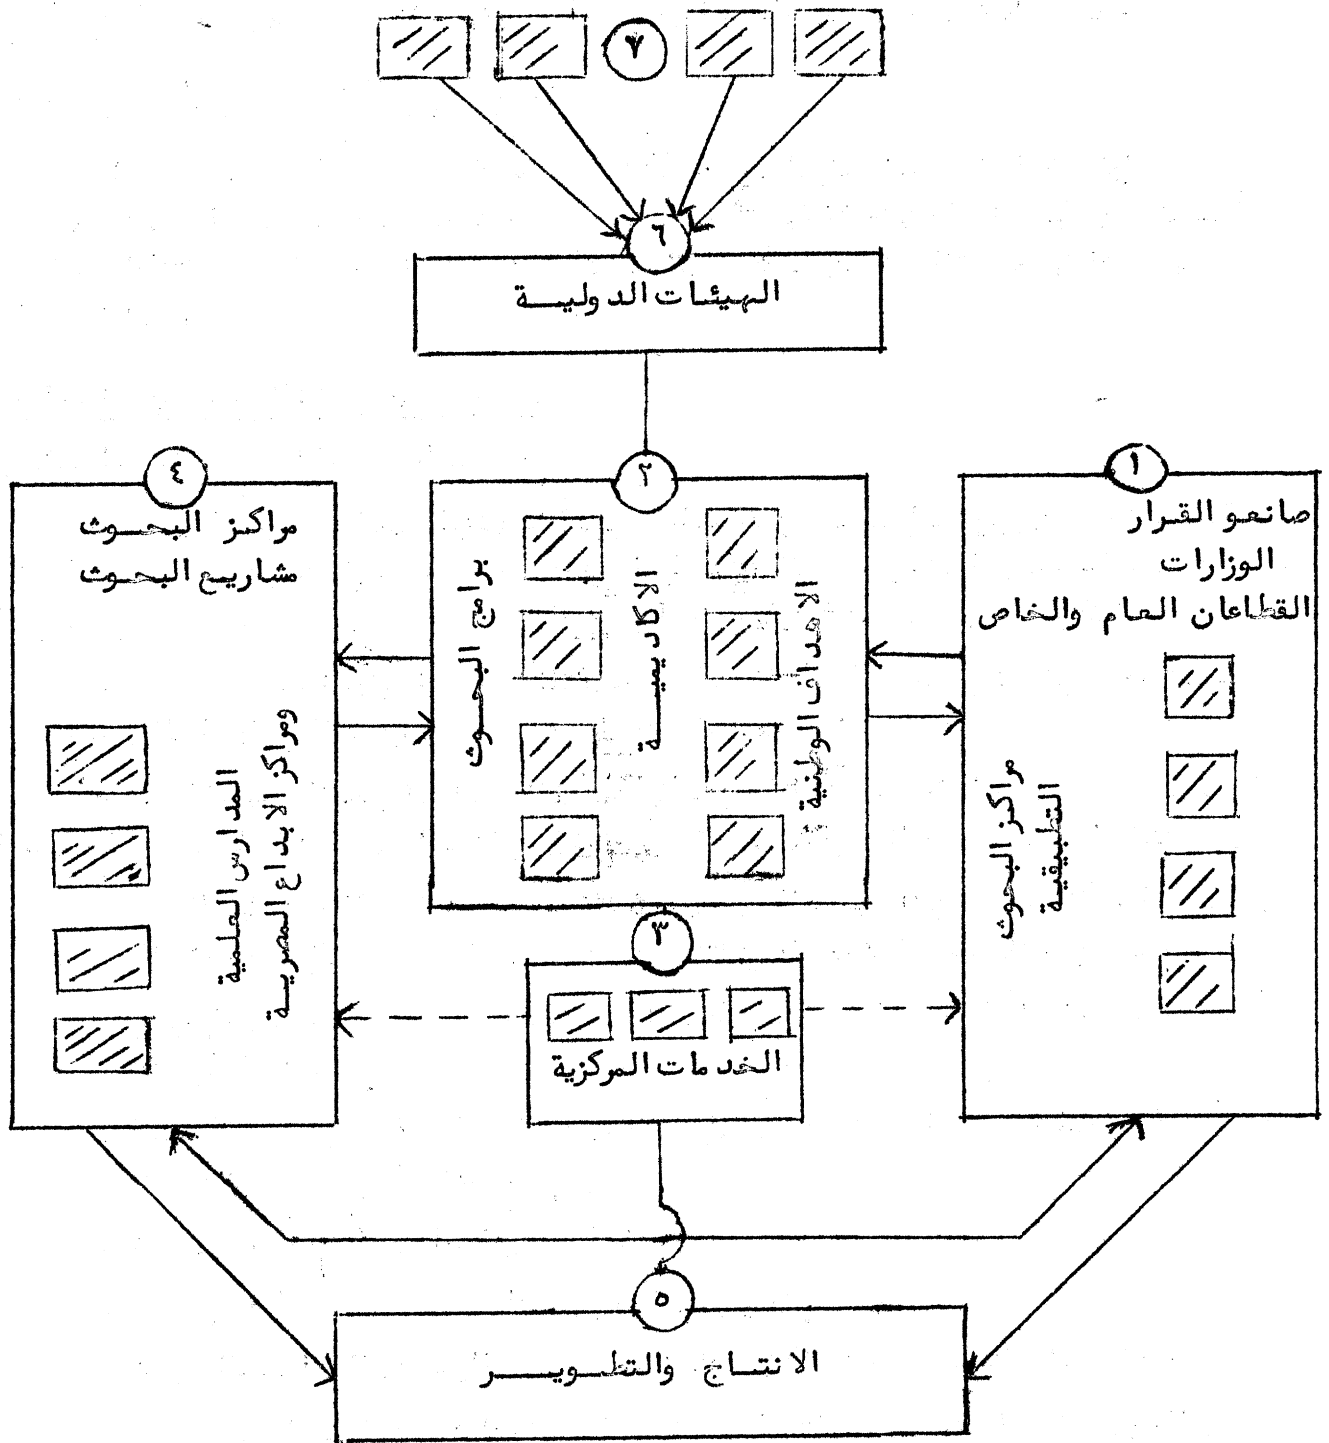 ٧
٦
الهيئات الدولية
١
صانعو القرار
الوزارات
القطاعان العام والخاص
مراكز البحوث
التطبيقية
٢
الاهداف الوطنية
الاكاديمية
برامج البحوث
٤
مراكز البحوث
مشاريع البحوث
المدارس العلمية
ومراكز الابداع المصرية
٣
الخدمات المركزية
٥
الانتاج والتطوير